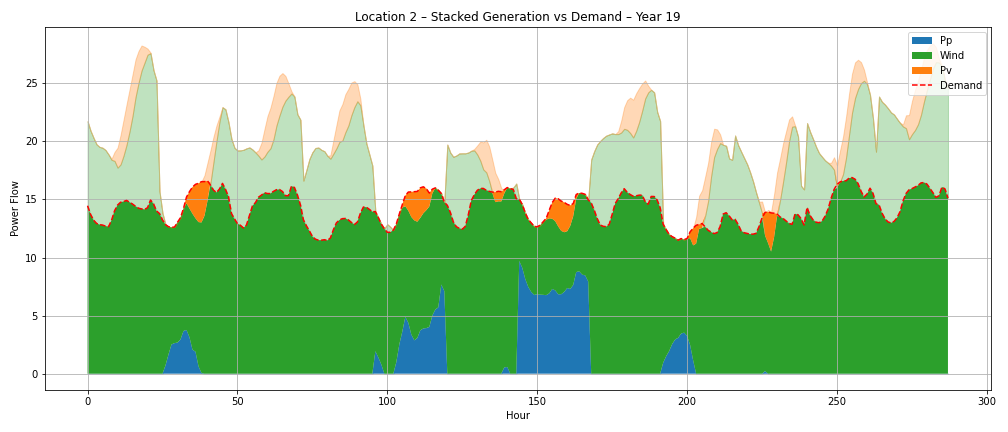 Location 2 – Stacked Generation vs Demand – Year 19
Pp
Wind
Pv
Demand
Power Flow
25
20
15
10
5
0
0 50 100 150 200 250 300
Hour